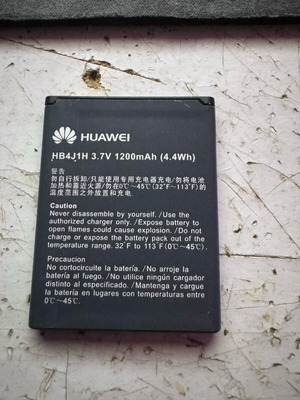 HUAWEI
HB4J1H 3.7V 1200mAh (4.4Wh)
警告
勿自行拆卸/只能使用专用充电器充电/勿将电池
加热和靠近火源/勿在0℃~45℃(32℉~113℉)的温
度范围之外放置和充电。
Caution
Never disassemble by yourself. / Use the
authorized charger only. / Exposure battery to
open flames could cause explosion. / Do not
charge or expose the battery pack out of the
temperature range. 32℉ to 113℉(0℃~45℃).
Precaución
No cortocircuite la batería. /No arroje la
batería al fuego. /No utilice ningún cargador
distinto al especificado. /No exponga la
batería en lugares con temperatura entre
(0℃~45℃).